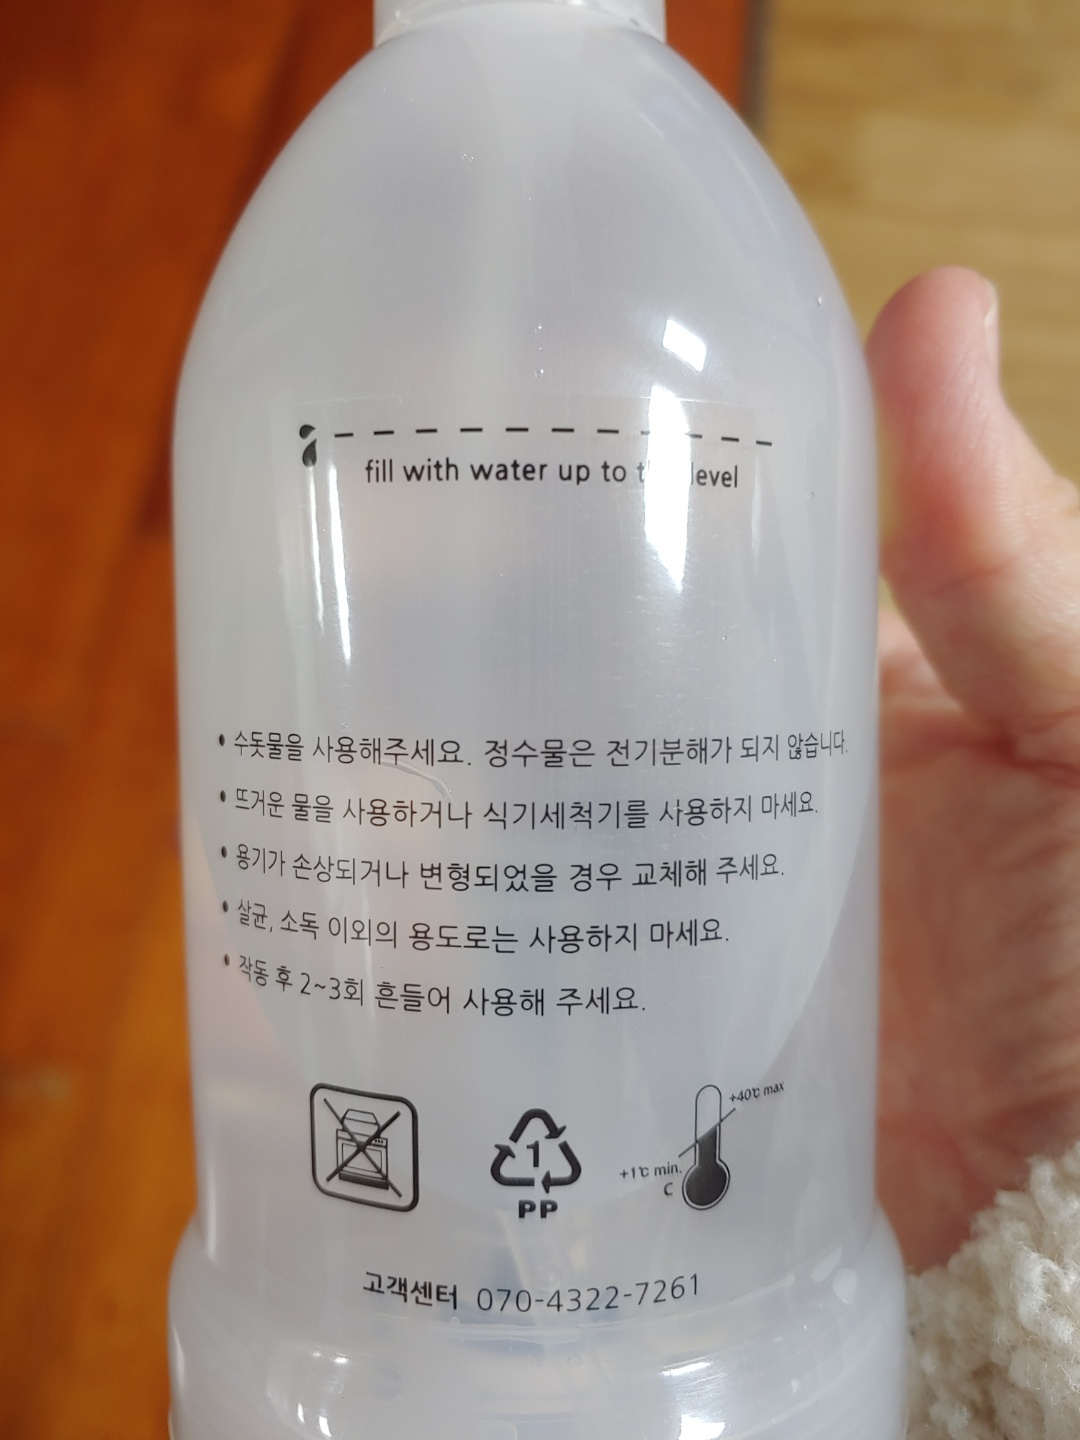 fill with water up to level
• 수돗물을 사용해주세요. 정수물은 전기분해가 되지 않습니다.
• 뜨거운 물을 사용하거나 식기세척기를 사용하지 마세요.
• 용기가 손상되거나 변형되었을 경우 교체해 주세요.
• 살균, 소독 이외의 용도로는 사용하지 마세요.
• 작동 후 2~3회 흔들어 사용해 주세요.
+40℃ max
1
+1℃ min.
C
PP
고객센터 070-4322-7261